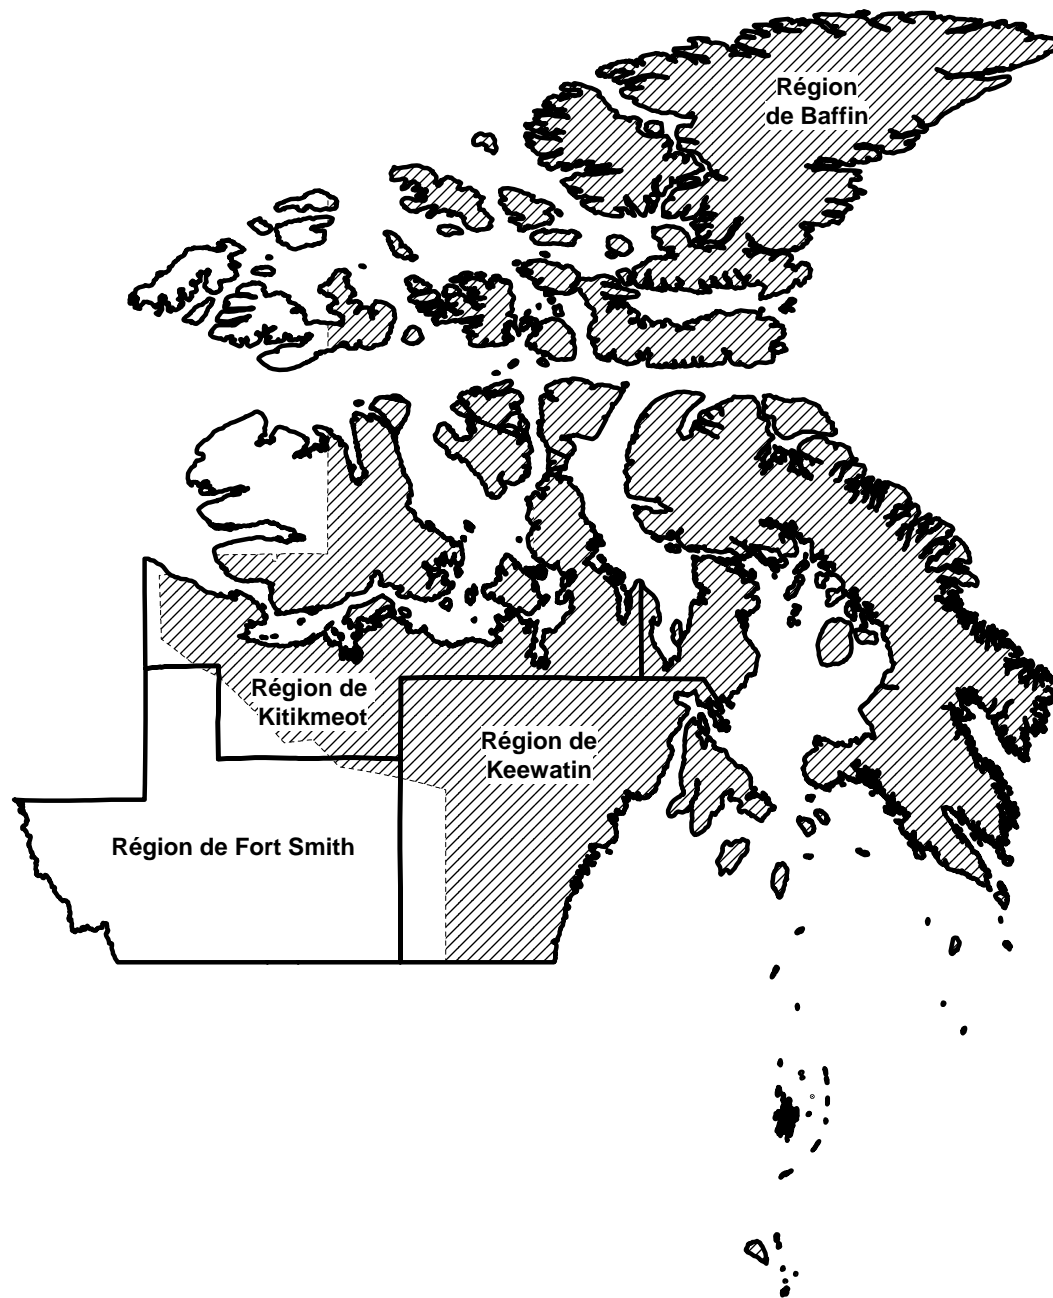 Région
de Baffin
Région de
Kitikmeot
Région de
Keewatin
Région de Fort Smith